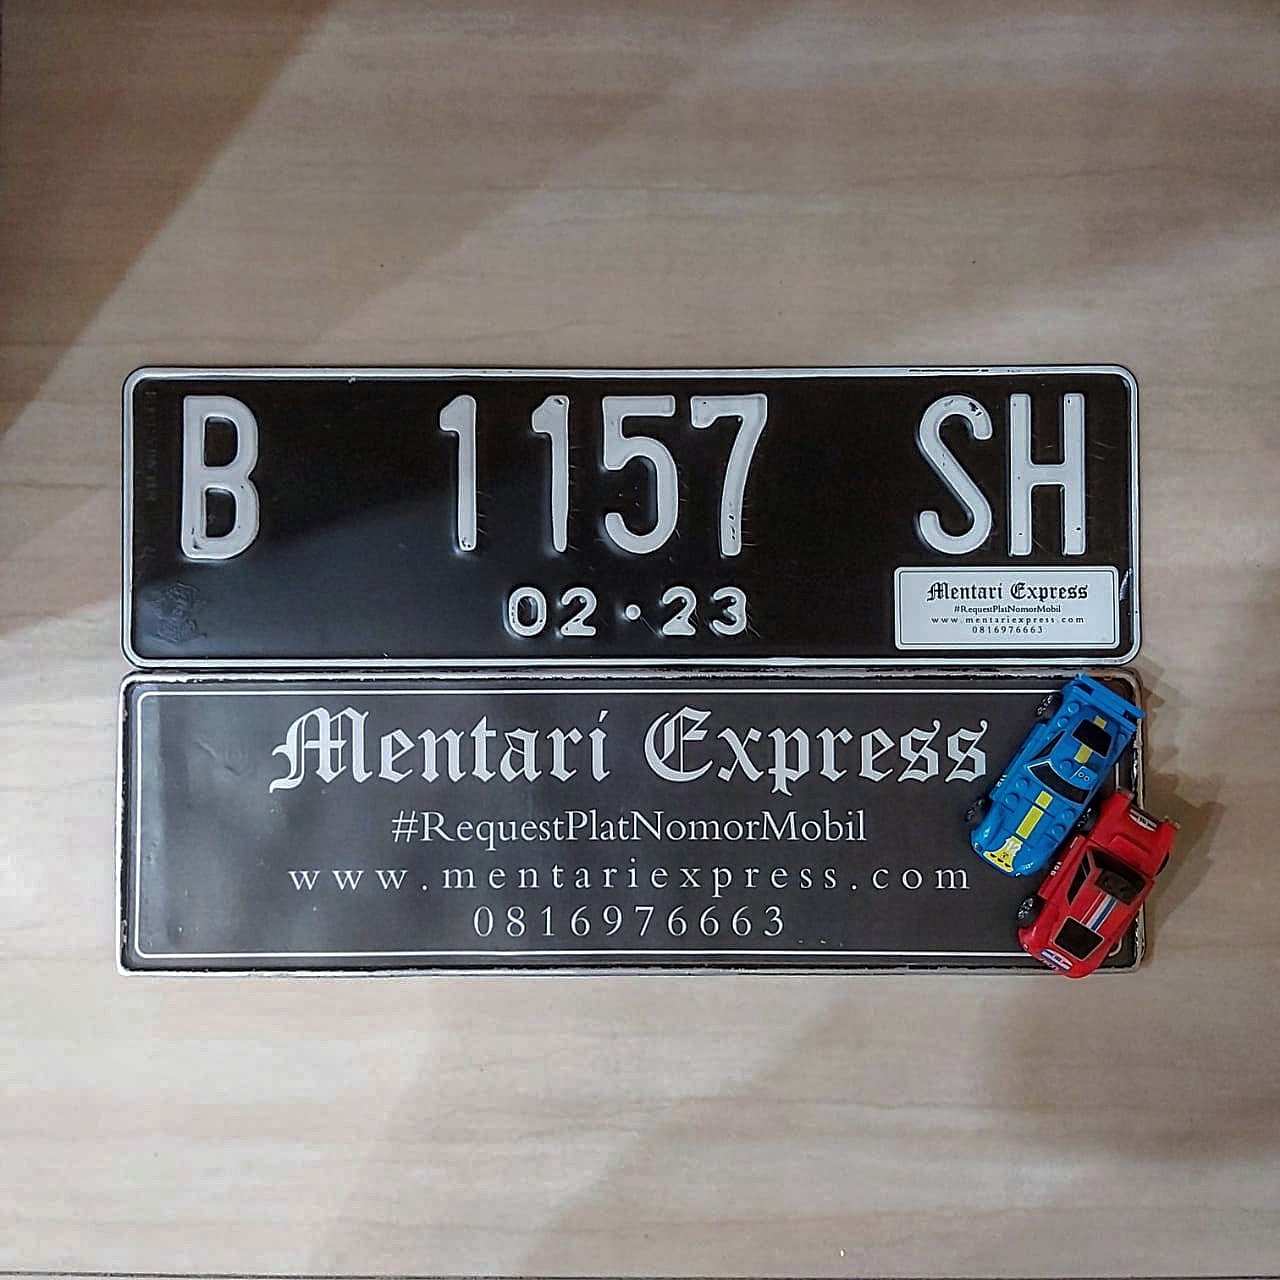 B 1157 SH
02·23
Mentari Express
#RequestPlatNomorMobil
www.mentariexpress.com
0816976663
Mentari Express
#RequestPlatNomorMobil
www.mentariexpress.com
0816976663